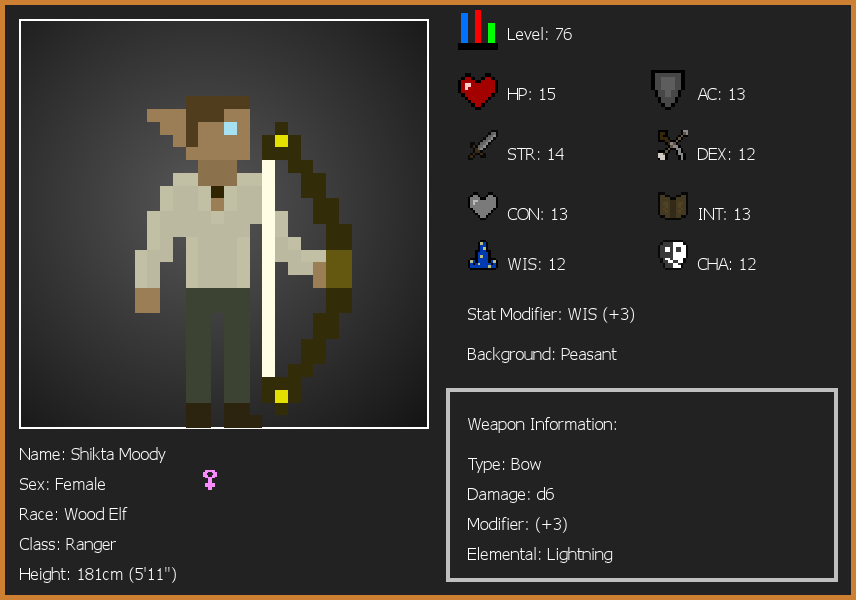 Level: 76
HP: 15
AC: 13
STR: 14
DEX: 12
CON: 13
INT: 13
WIS: 12
CHA: 12
Stat Modifier: WIS (+3)
Background: Peasant
Weapon Information:
Type: Bow
Damage: d6
Modifier: (+3)
Elemental: Lightning
Name: Shikta Moody
Sex: Female
Race: Wood Elf
Class: Ranger
Height: 181cm (5'11")